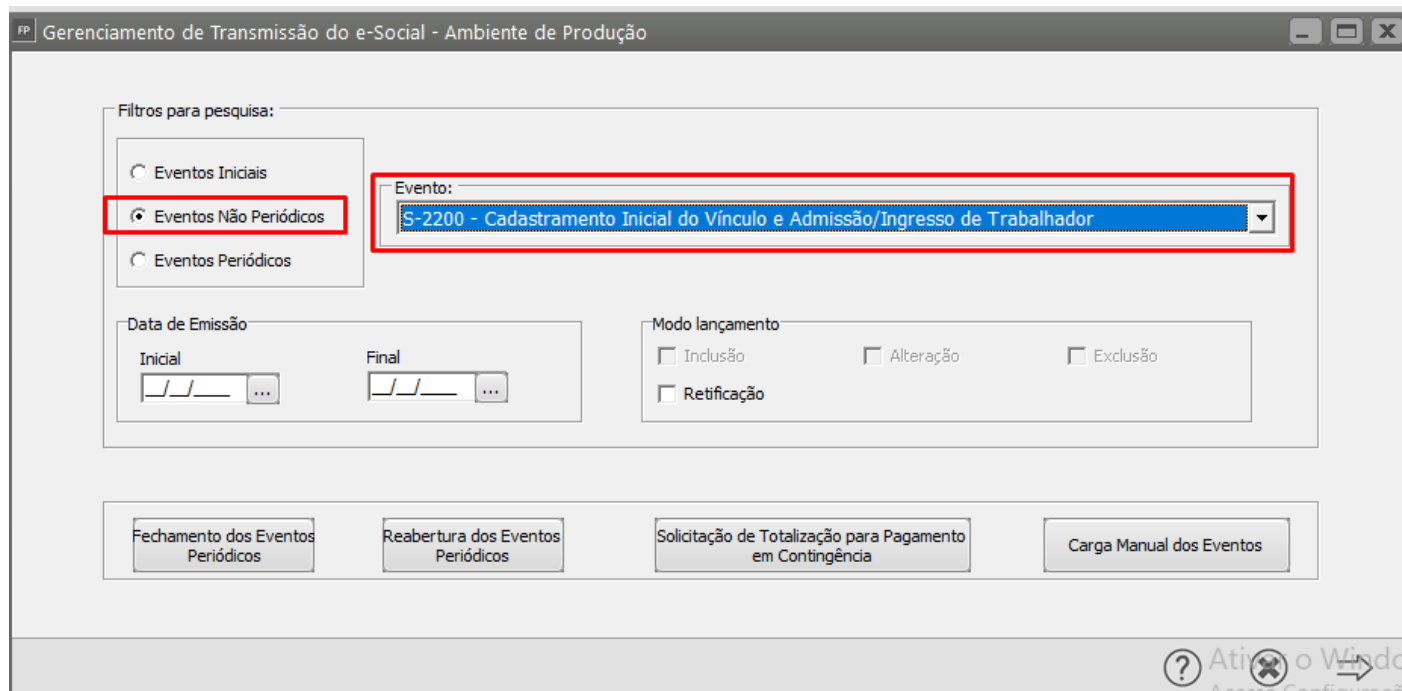 FP Gerenciamento de Transmissão do e-Social - Ambiente de Produção
Filtros para pesquisa:
Eventos Iniciais
Eventos Não Periódicos
Eventos Periódicos
Evento:
S-2200 - Cadastramento Inicial do Vínculo e Admissão/Ingresso de Trabalhador
Data de Emissão
Inicial
Final
__/__/____ ...
__/__/____ ...
Modo lançamento
Inclusão
Alteração
Exclusão
Retificação
Fechamento dos Eventos
Periódicos
Reabertura dos Eventos
Periódicos
Solicitação de Totalização para Pagamento
em Contingência
Carga Manual dos Eventos
?